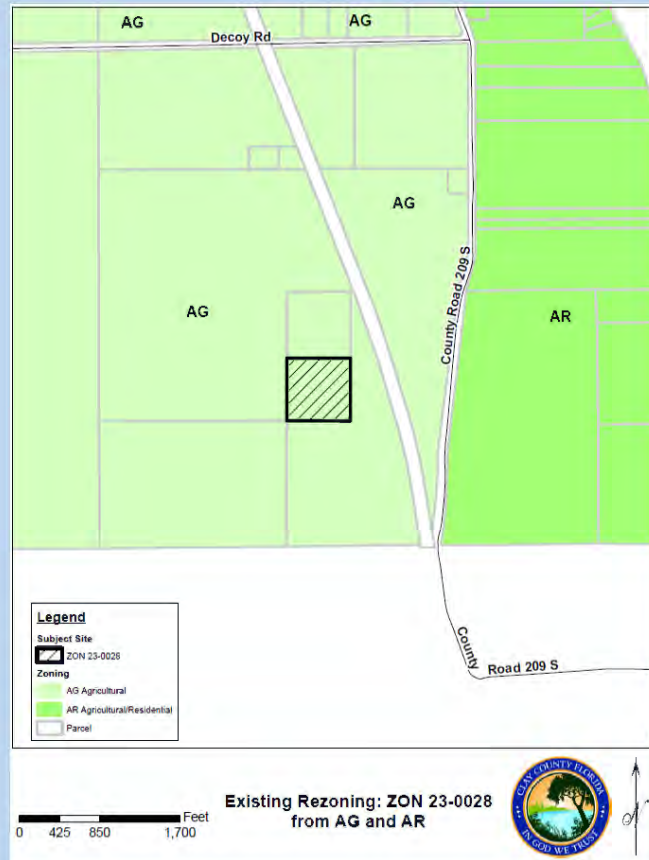 AG
AG
Decoy Rd
AG
County Road 209 S
AG
AR
Legend
Subject Site
ZON 23-0028
Zoning
AG Agricultural
AR Agricultural/Residential
Parcel
County Road 209 S
Feet
0 425 850 1,700
Existing Rezoning: ZON 23-0028
from AG and AR
CLAY COUNTY FLORIDA
IN GOD WE TRUST
N